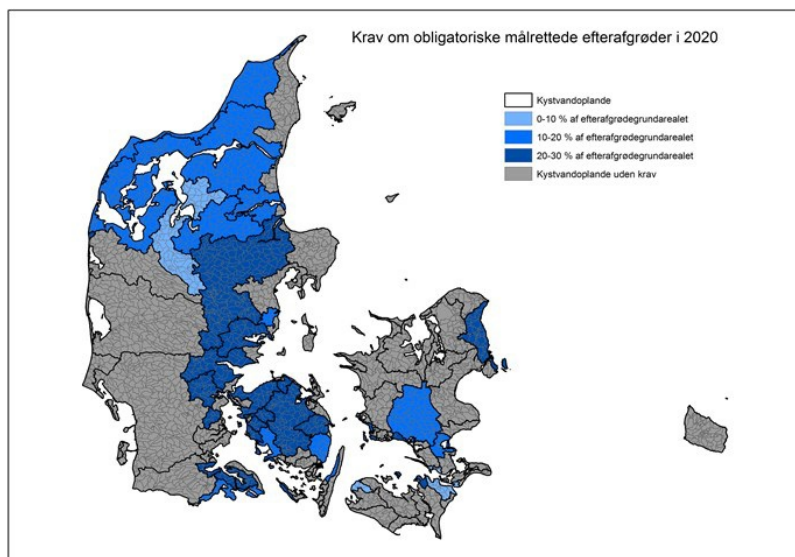 Krav om obligatoriske målrettede efterafgrøder i 2020
Kystvandoplande
0-10 % af efterafgrødegrundarealet
10-20 % af efterafgrødegrundarealet
20-30 % af efterafgrødegrundarealet
Kystvandoplande uden krav